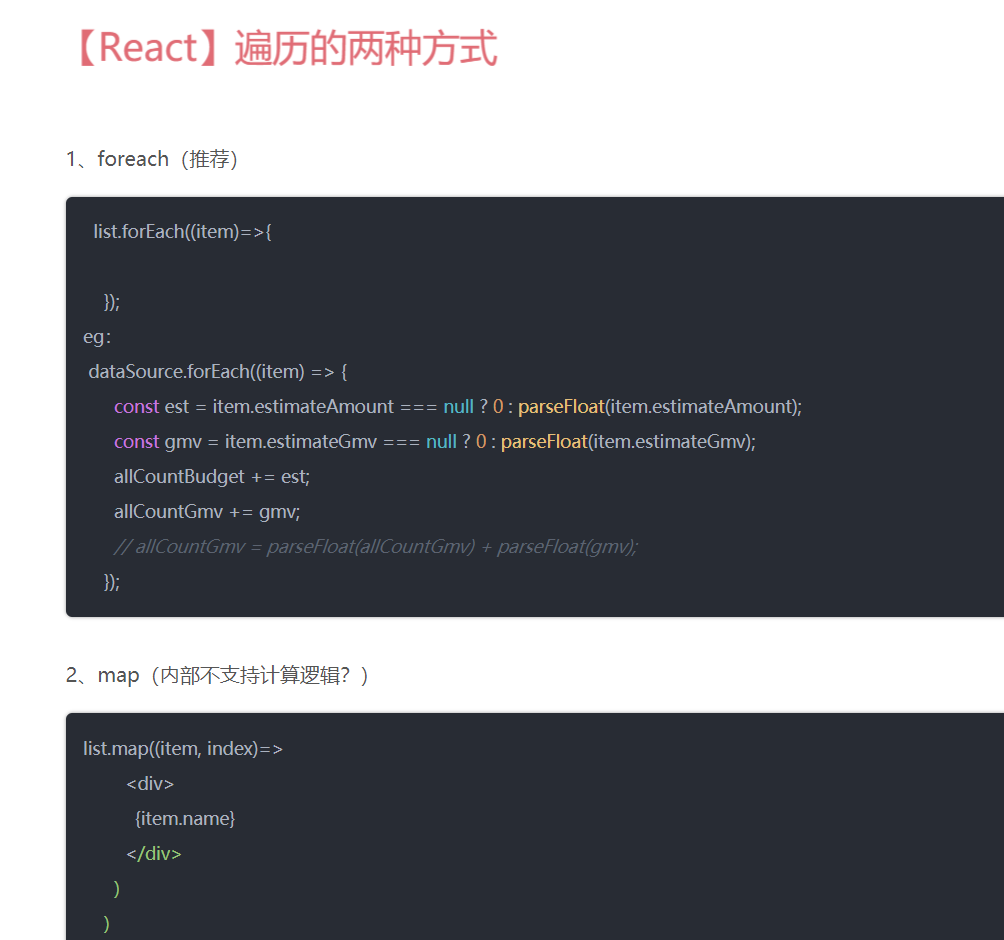 【React】遍历的两种方式
1、foreach（推荐）
list.forEach((item)=>{
});
eg:
dataSource.forEach((item) => {
const est = item.estimateAmount === null ? 0 : parseFloat(item.estimateAmount);
const gmv = item.estimateGmv === null ? 0 : parseFloat(item.estimateGmv);
allCountBudget += est;
allCountGmv += gmv;
// allCountGmv = parseFloat(allCountGmv) + parseFloat(gmv);
});
2、map（内部不支持计算逻辑？）
list.map((item, index)=>
<div>
{item.name}
</div>
)
)